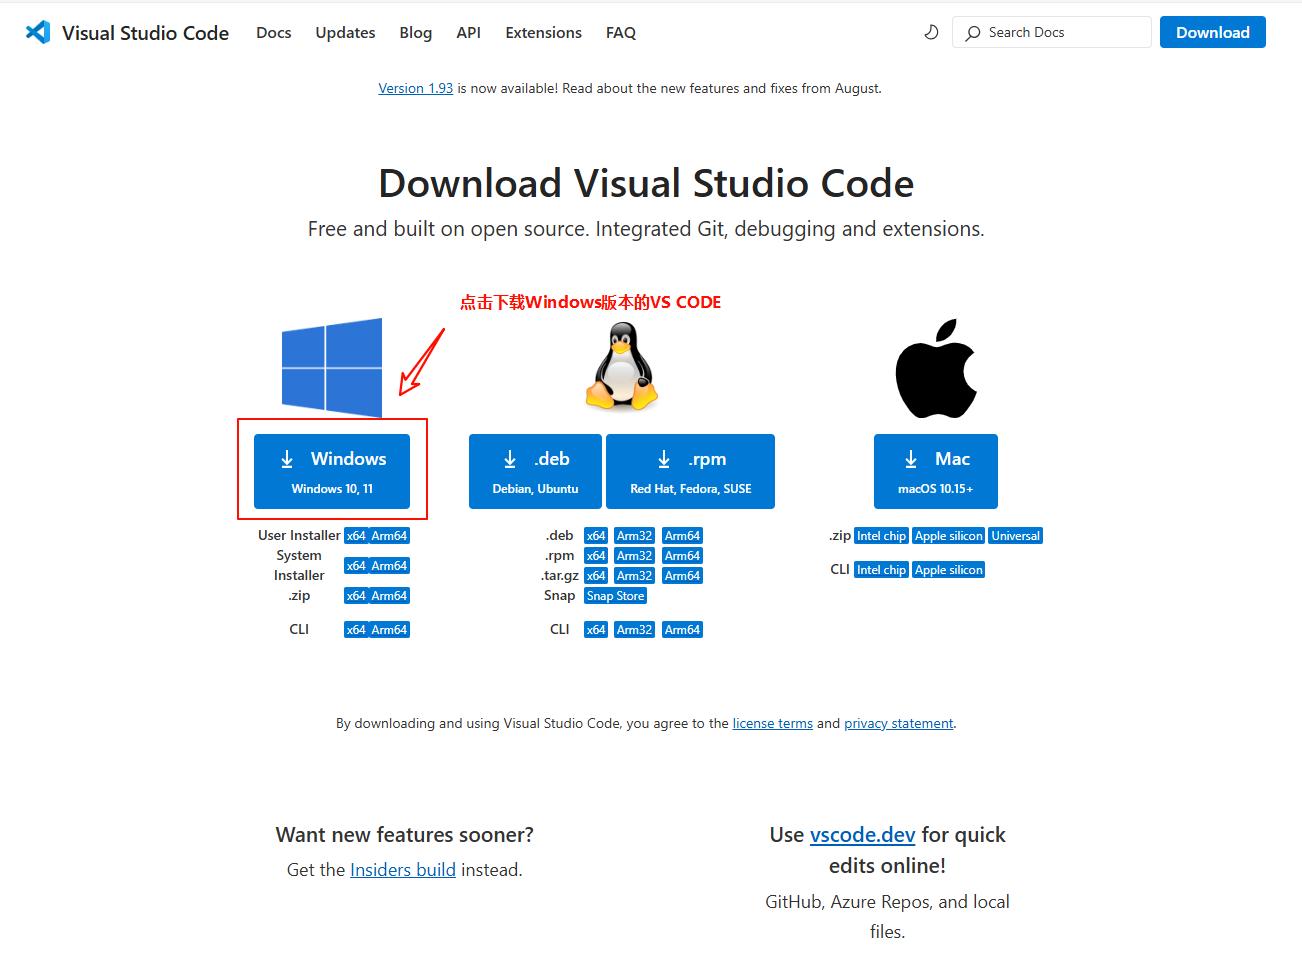 Visual Studio Code Docs Updates Blog API Extensions FAQ Search Docs Download
Version 1.93 is now available! Read about the new features and fixes from August.
Download Visual Studio Code
Free and built on open source. Integrated Git, debugging and extensions.
点击下载Windows版本的VS CODE
Windows
Windows 10, 11
User Installer x64 Arm64
System Installer x64 Arm64
.zip x64 Arm64
CLI x64 Arm64
.deb
Debian, Ubuntu
.rpm
Red Hat, Fedora, SUSE
.deb x64 Arm32 Arm64
.rpm x64 Arm32 Arm64
.tar.gz x64 Arm32 Arm64
Snap Snap Store
CLI x64 Arm32 Arm64
Mac
macOS 10.15+
.zip Intel chip Apple silicon Universal
CLI Intel chip Apple silicon
By downloading and using Visual Studio Code, you agree to the license terms and privacy statement.
Want new features sooner?
Get the Insiders build instead.
Use vscode.dev for quick
edits online!
GitHub, Azure Repos, and local
files.